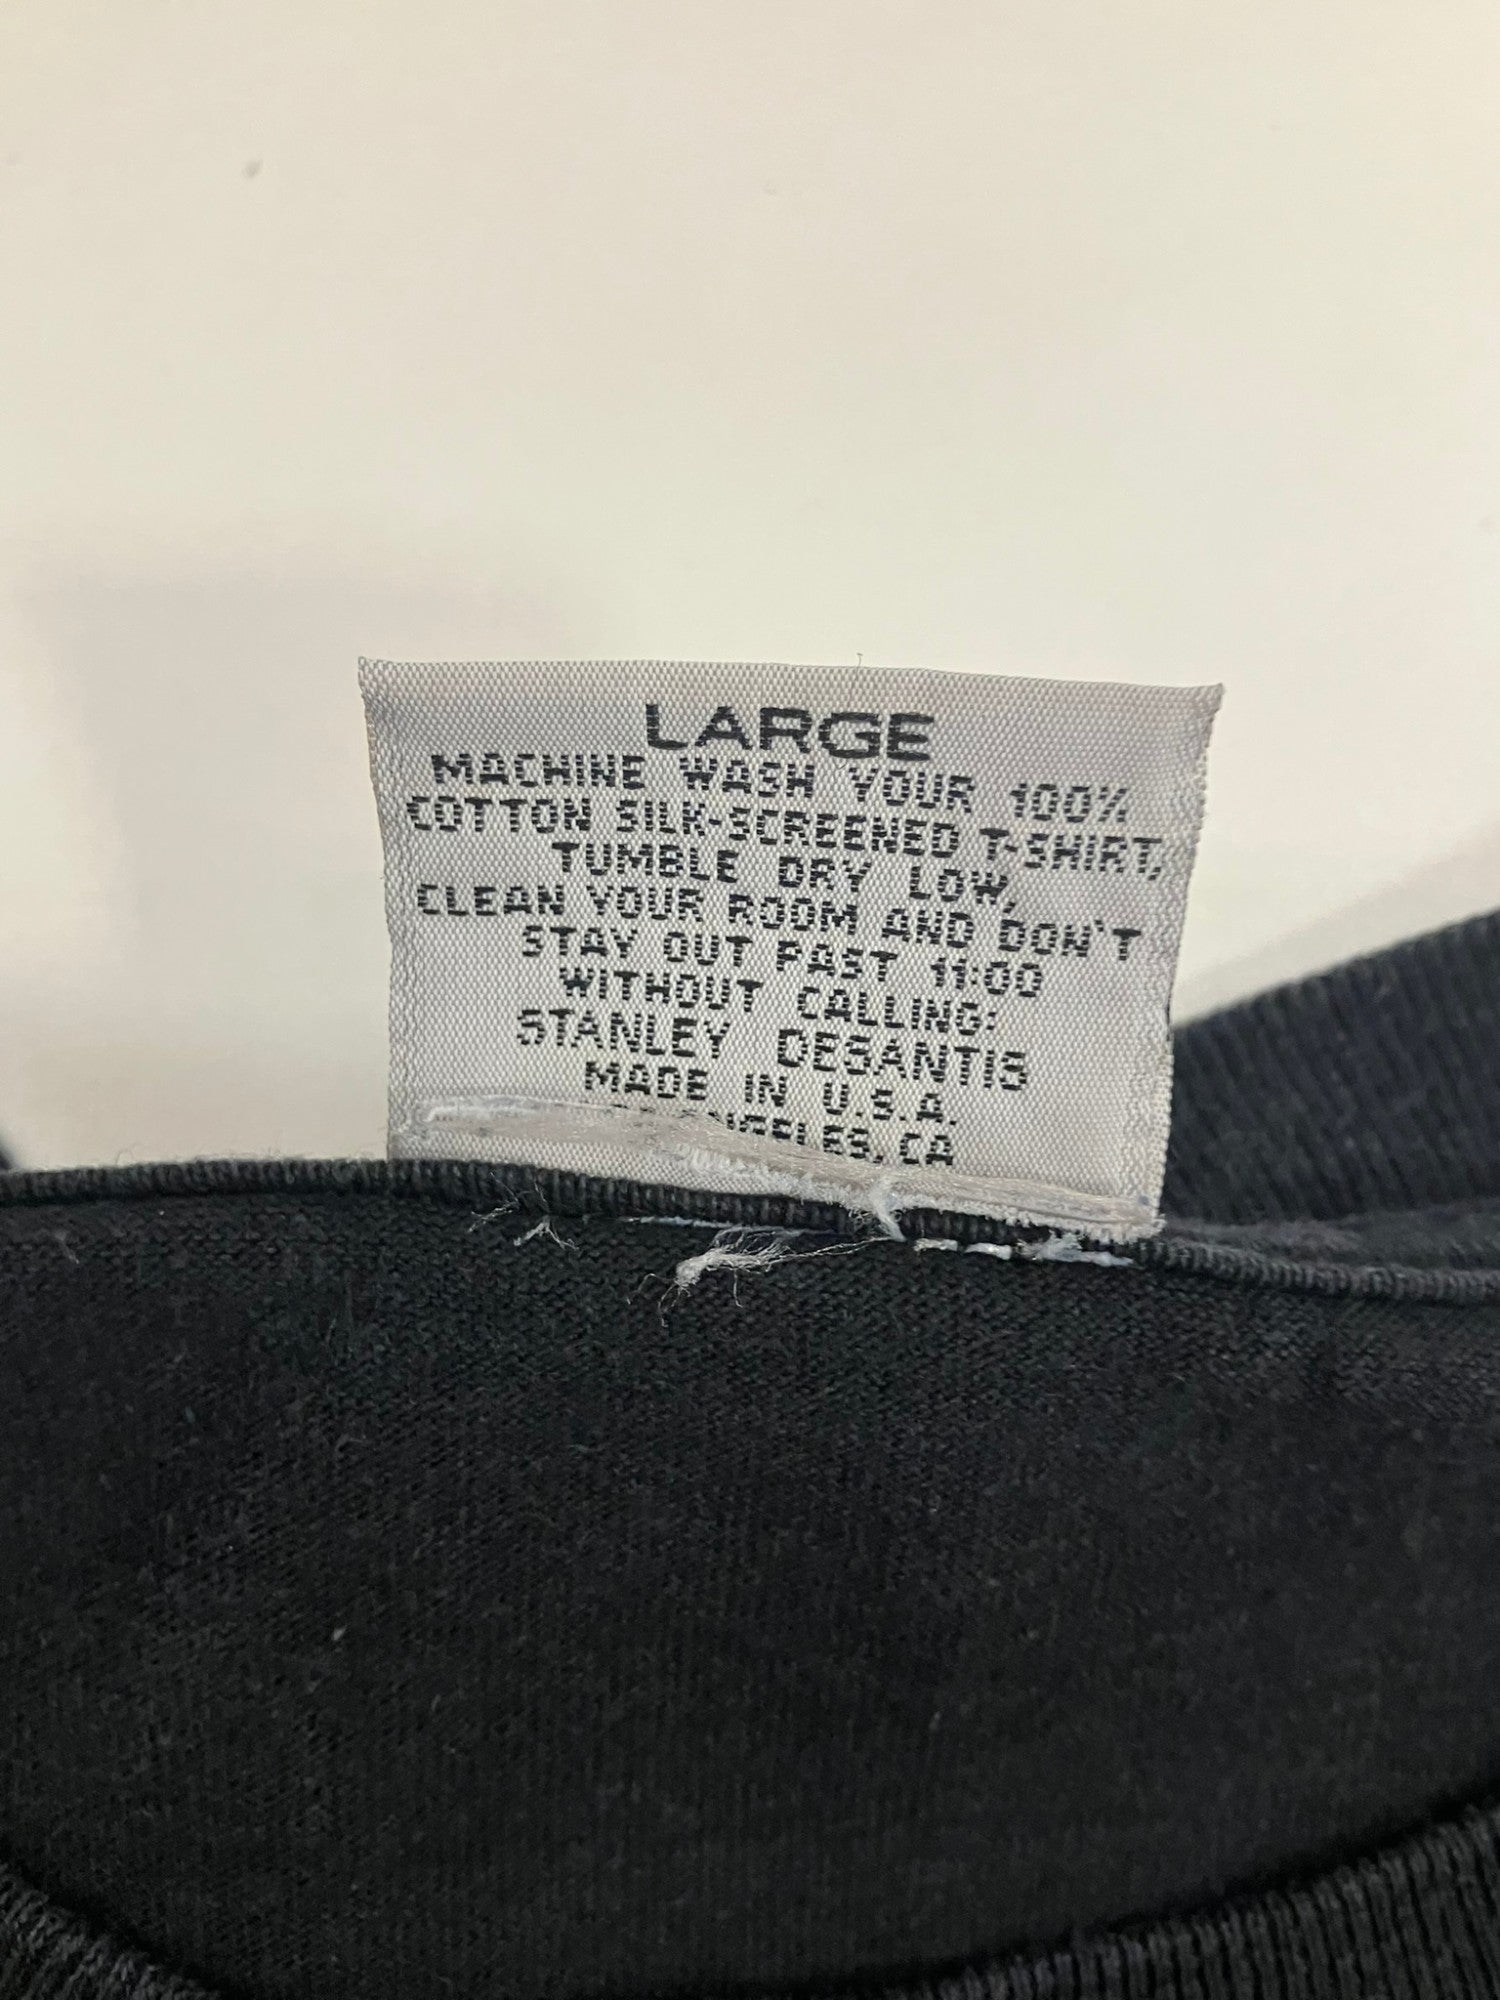 LARGE
MACHINE WASH YOUR 100%
COTTON SILK-SCREENED T-SHIRT,
TUMBLE DRY LOW,
CLEAN YOUR ROOM AND DON'T
STAY OUT PAST 11:00
WITHOUT CALLING:
STANLEY DESANTIS
MADE IN U.S.A.
CA